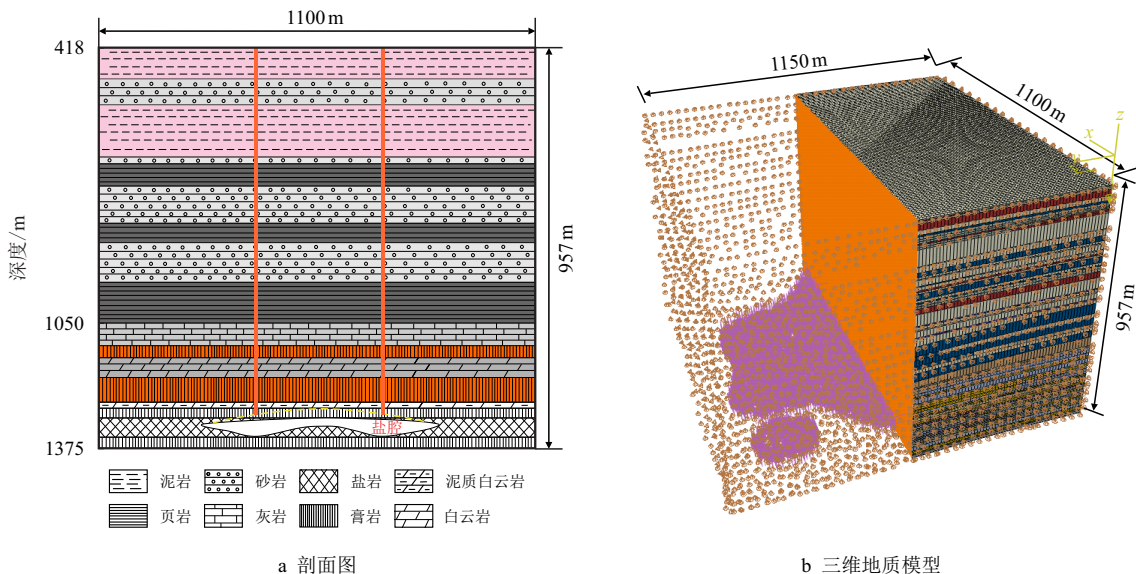 1100 m
418
1050
1375
深度/m
957 m
盐腔
泥岩
砂岩
盐岩
泥质白云岩
页岩
灰岩
膏岩
白云岩
a 剖面图
1150 m
1100 m
x
z
957 m
b 三维地质模型